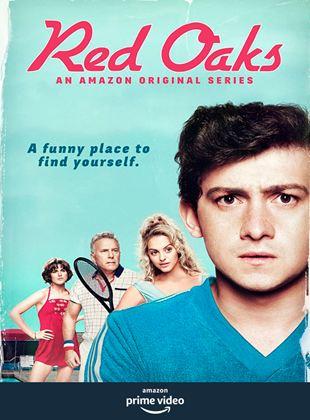 Red Oaks
AN AMAZON ORIGINAL SERIES
A funny place to
find yourself.
amazon
prime video